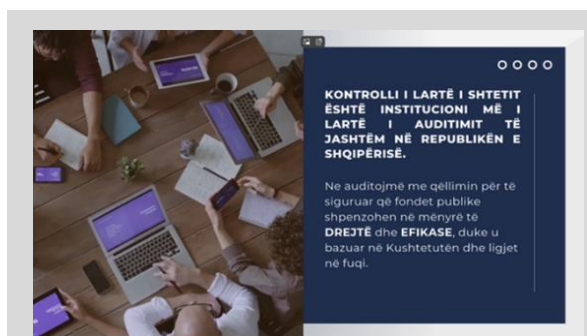 KONTROLLI I LARTË I SHTETIT
ËSHTË INSTITUCIONI MË I
LARTË I AUDITIMIT TË
JASHTËM NË REPUBLIKËN E
SHQIPËRISË.
Ne auditojmë me qëllimin për të
siguruar që fondet publike
shpenzohen në mënyrë të
DREJTË dhe EFIKASE, duke u
bazuar në Kushtetutën dhe ligjet
në fuqi.